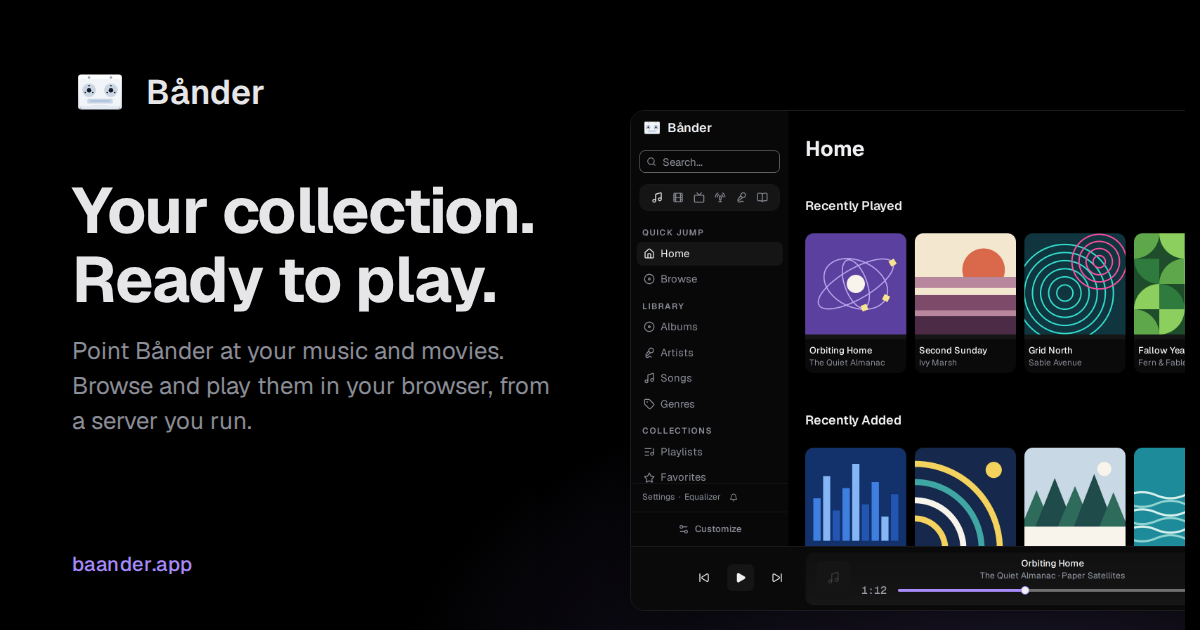 Bånder
Your collection.
Ready to play.
Point Bånder at your music and movies.
Browse and play them in your browser, from
a server you run.
baander.app
Bånder
Search...
QUICK JUMP
Home
Browse
LIBRARY
Albums
Artists
Songs
Genres
COLLECTIONS
Playlists
Favorites
Settings · Equalizer
Customize
Home
Recently Played
Orbiting Home
The Quiet Almanac
Second Sunday
Ivy Marsh
Grid North
Sable Avenue
Fallow Yea
Fern & Fable
Recently Added
Orbiting Home
The Quiet Almanac · Paper Satellites
1:12